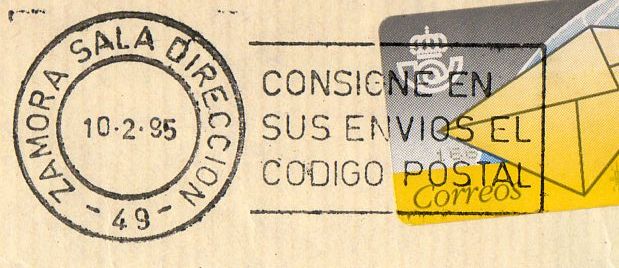 ZAMORA SALA DIRECCION
- 49 -
10·2·95
CONSIGNE EN
SUS ENVIOS EL
CODIGO POSTAL
Correos